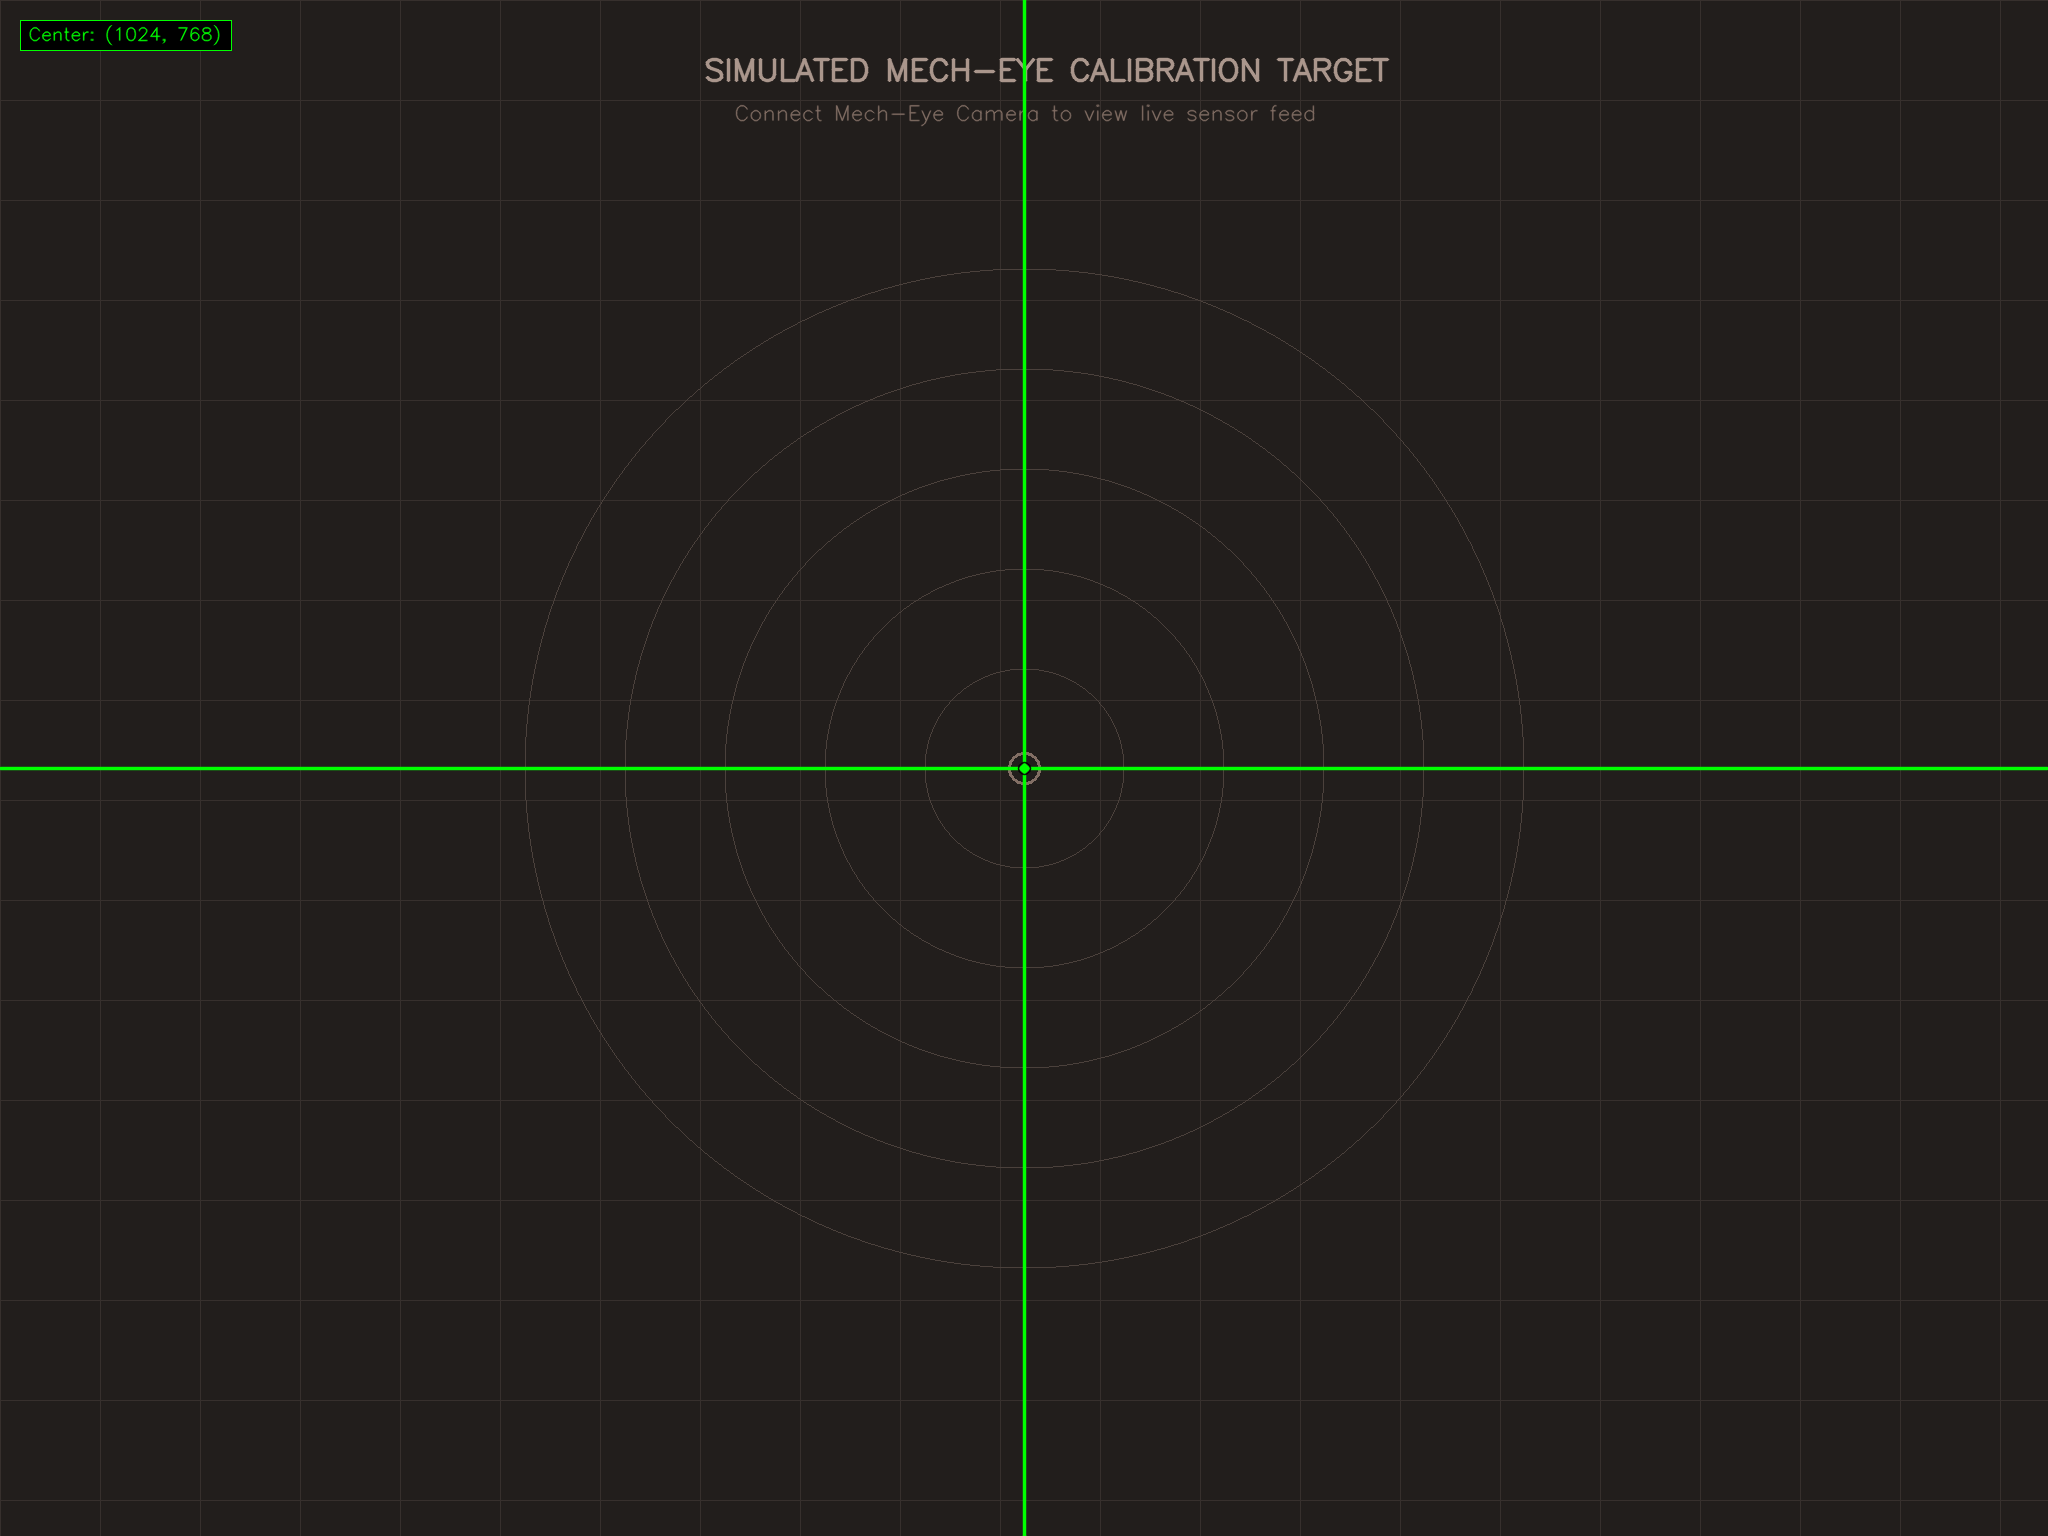 Center: (1024, 768)
SIMULATED MECH-EYE CALIBRATION TARGET
Connect Mech-Eye Camera to view live sensor feed